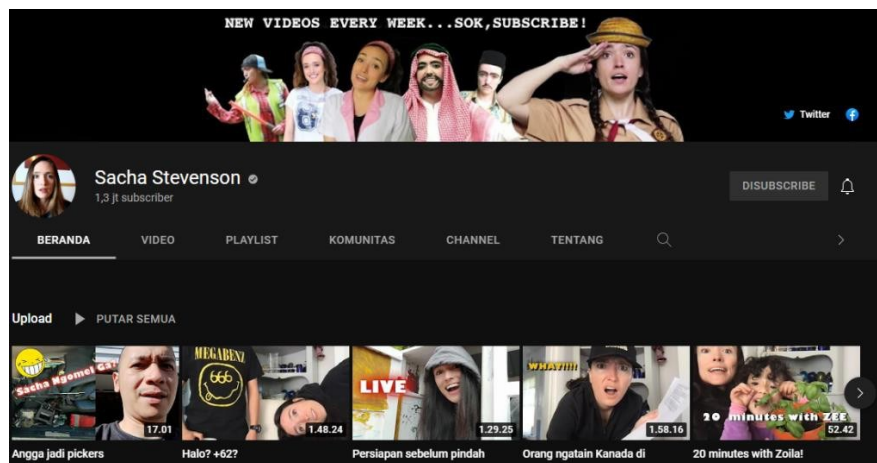 NEW VIDEOS EVERY WEEK...SOK,SUBSCRIBE!
Twitter
Sacha Stevenson
1,3 jt subscriber
DISUBSCRIBE
BERANDA VIDEO PLAYLIST KOMUNITAS CHANNEL TENTANG
Upload PUTAR SEMUA
Sacha Ngomel
17.01
MEGABENZ
666
1.48.24
LIVE
1.29.25
WHAT!!!!
1.58.16
20 minutes with ZEE
52.42
Angga jadi pickers
Halo? +62?
Persiapan sebelum pindah
Orang ngatain Kanada di
20 minutes with Zoila!